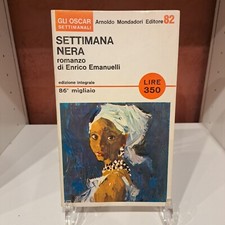 GLI OSCAR
SETTIMANALI
Arnoldo Mondadori Editore 62
SETTIMANA
NERA
romanzo
di Enrico Emanuelli
edizione integrale
86° migliaio
LIRE
350